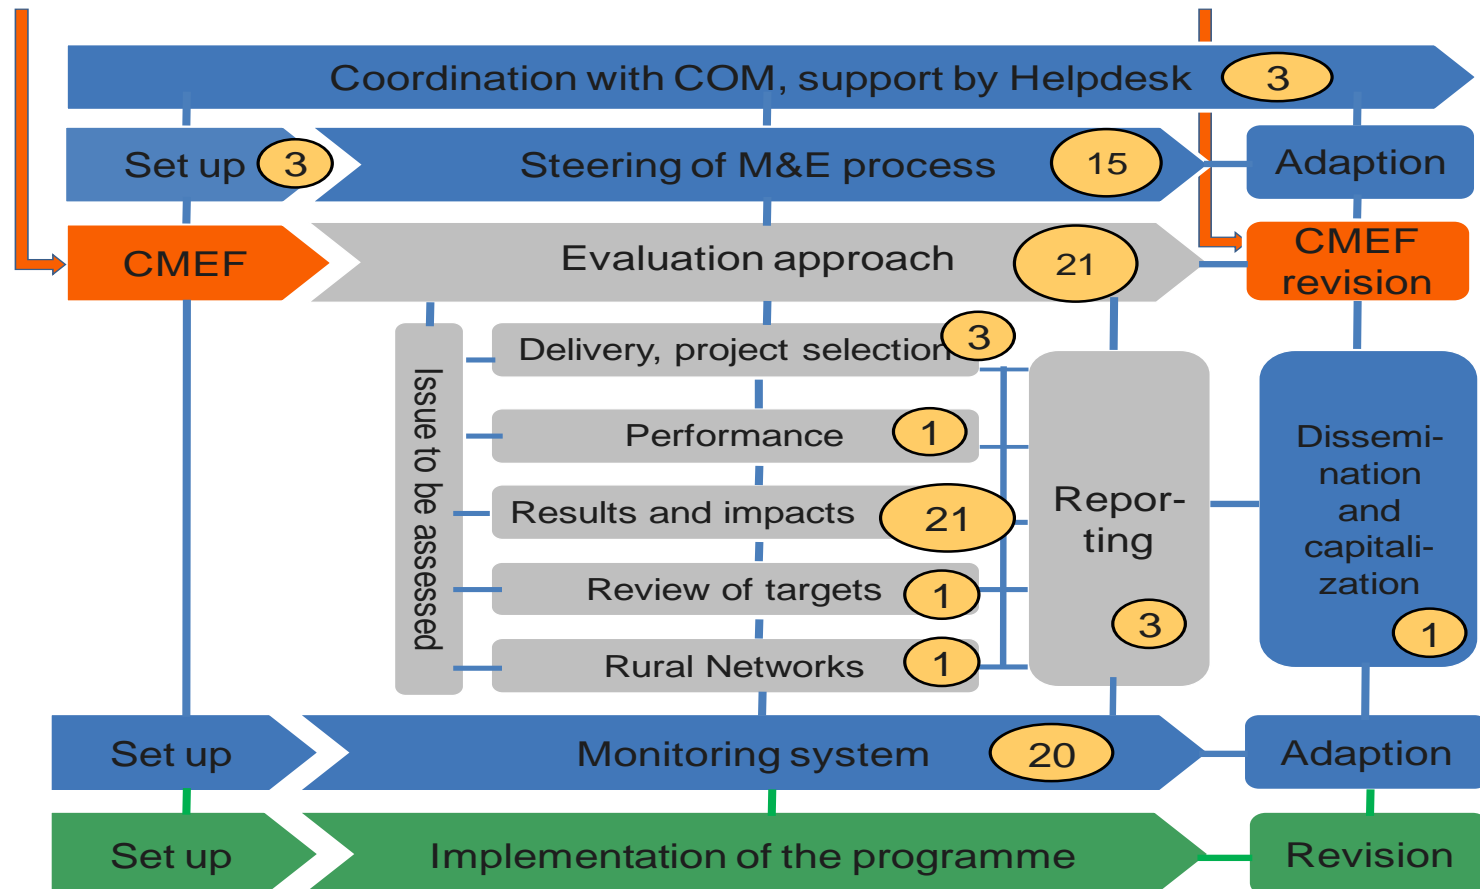 Coordination with COM, support by Helpdesk 3
Set up 3
Steering of M&E process 15
Adaption
CMEF
Evaluation approach 21
CMEF
revision
Issue to be assessed
Delivery, project selection 3
Performance 1
Results and impacts 21
Review of targets 1
Rural Networks 1
Repor-
ting
3
Dissemi-
nation
and
capitali-
zation
1
Set up
Monitoring system 20
Adaption
Set up
Implementation of the programme
Revision